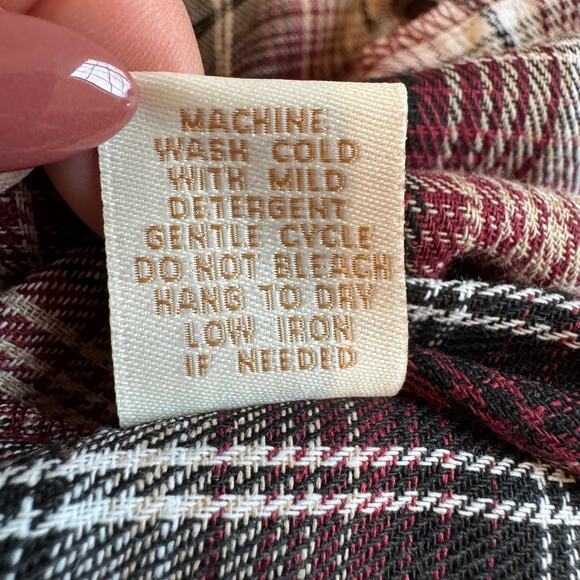 MACHINE
WASH COLD
WITH MILD
DETERGENT
GENTLE CYCLE
DO NOT BLEACH
HANG TO DRY
LOW IRON
IF NEEDED